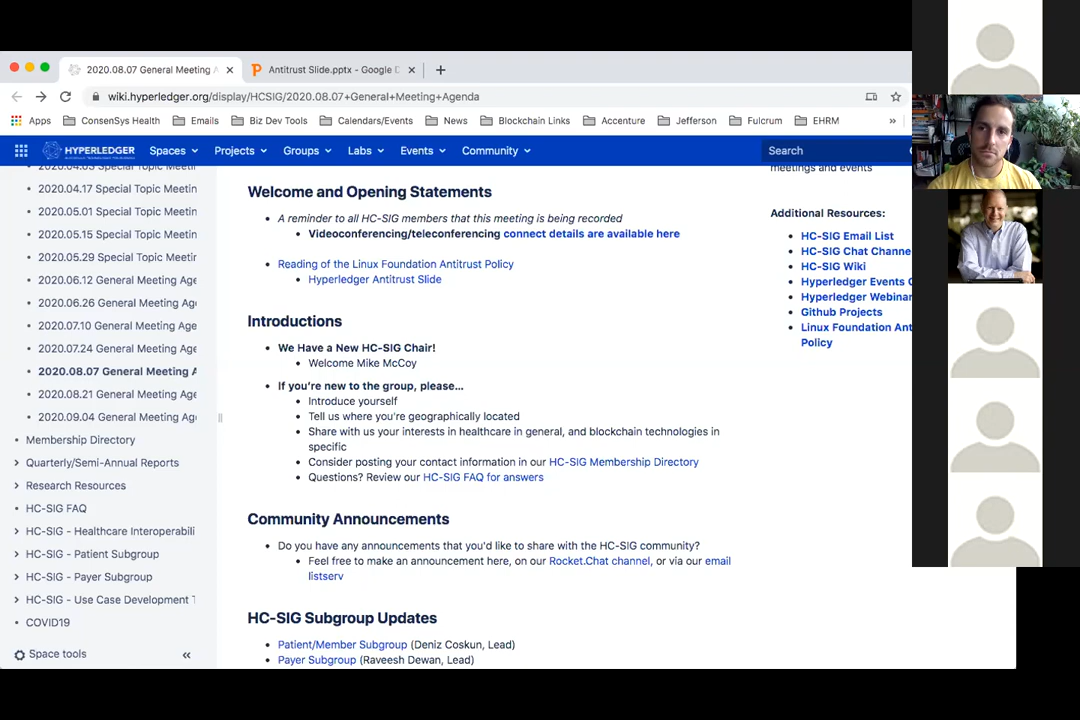 2020.08.07 General Meeting A
Antitrust Slide.pptx - Google D
wiki.hyperledger.org/display/HCSIG/2020.08.07+General+Meeting+Agenda
Apps ConsenSys Health Emails Biz Dev Tools Calendars/Events News Blockchain Links Accenture Jefferson Fulcrum EHRM »
HYPERLEDGER Spaces Projects Groups Labs Events Community Search
2020.04.03 Special Topic Meetin
2020.04.17 Special Topic Meetin
2020.05.01 Special Topic Meetin
2020.05.15 Special Topic Meetin
2020.05.29 Special Topic Meetin
2020.06.12 General Meeting Age
2020.06.26 General Meeting Age
2020.07.10 General Meeting Age
2020.07.24 General Meeting Age
2020.08.07 General Meeting A
2020.08.21 General Meeting Age
2020.09.04 General Meeting Age
Membership Directory
Quarterly/Semi-Annual Reports
Research Resources
HC-SIG FAQ
HC-SIG - Healthcare Interoperabili
HC-SIG - Patient Subgroup
HC-SIG - Payer Subgroup
HC-SIG - Use Case Development T
COVID19
Space tools «
Welcome and Opening Statements
• A reminder to all HC-SIG members that this meeting is being recorded
• Videoconferencing/teleconferencing connect details are available here
• Reading of the Linux Foundation Antitrust Policy
• Hyperledger Antitrust Slide
Introductions
• We Have a New HC-SIG Chair!
• Welcome Mike McCoy
• If you're new to the group, please...
• Introduce yourself
• Tell us where you're geographically located
• Share with us your interests in healthcare in general, and blockchain technologies in
specific
• Consider posting your contact information in our HC-SIG Membership Directory
• Questions? Review our HC-SIG FAQ for answers
Community Announcements
• Do you have any announcements that you'd like to share with the HC-SIG community?
• Feel free to make an announcement here, on our Rocket.Chat channel, or via our email
listserv
HC-SIG Subgroup Updates
• Patient/Member Subgroup (Deniz Coskun, Lead)
• Payer Subgroup (Raveesh Dewan, Lead)
meetings and events
Additional Resources:
• HC-SIG Email List
• HC-SIG Chat Channe
• HC-SIG Wiki
• Hyperledger Events C
• Hyperledger Webinar
• Github Projects
• Linux Foundation Ant
Policy